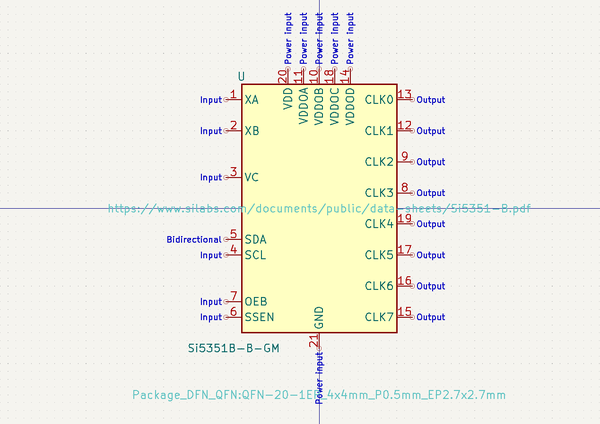 Power input Power input Power input Power input Power input
U
20 11 10 18 14
VDD VDDOA VDDOB VDDOC VDDOD
Input 1 XA CLK0 13 Output
Input 2 XB CLK1 12 Output
CLK2 9 Output
Input 3 VC
CLK3 8 Output
https://www.silabs.com/documents/public/data-sheets/Si5351-B.pdf
CLK4 19 Output
Bidirectional 5 SDA
Input 4 SCL CLK5 17 Output
CLK6 16 Output
Input 7 OEB
Input 6 SSEN CLK7 15 Output
GND
21
Si5351B-B-GM
Power input
Package_DFN_QFN:QFN-20-1EP_4x4mm_P0.5mm_EP2.7x2.7mm